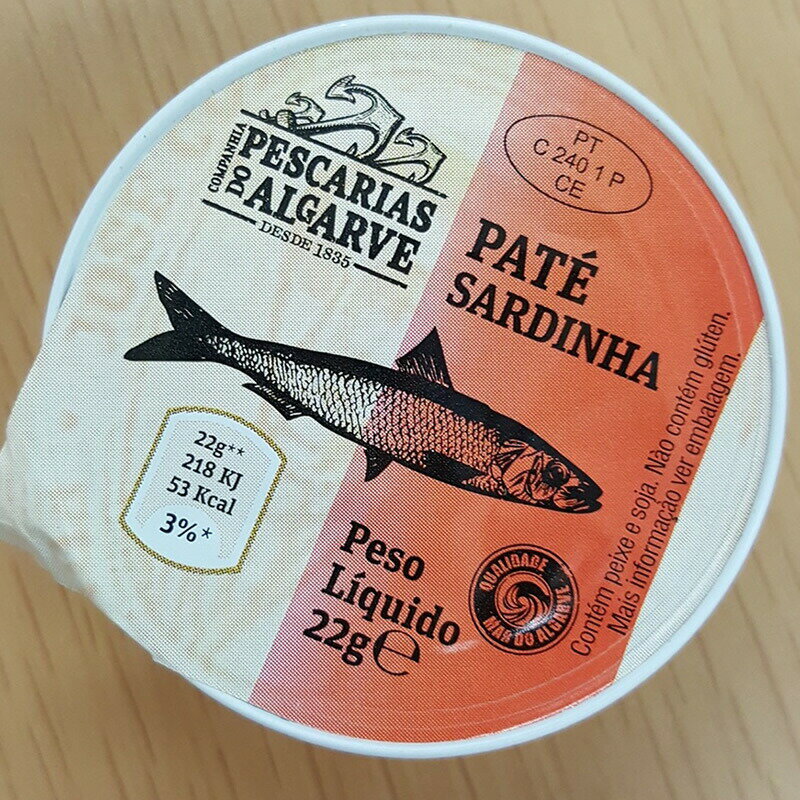 COMPANHIA
PESCARIAS
DO ALGARVE
DESDE 1835
PT
C 240 1 P
CE
PATÉ
SARDINHA
22g**
218 KJ
53 Kcal
3%*
Peso
Líquido
22g℮
QUALIDADE
MAR DO ALGARVE
Contém peixe e soja. Não contém glúten.
Mais informação ver embalagem.